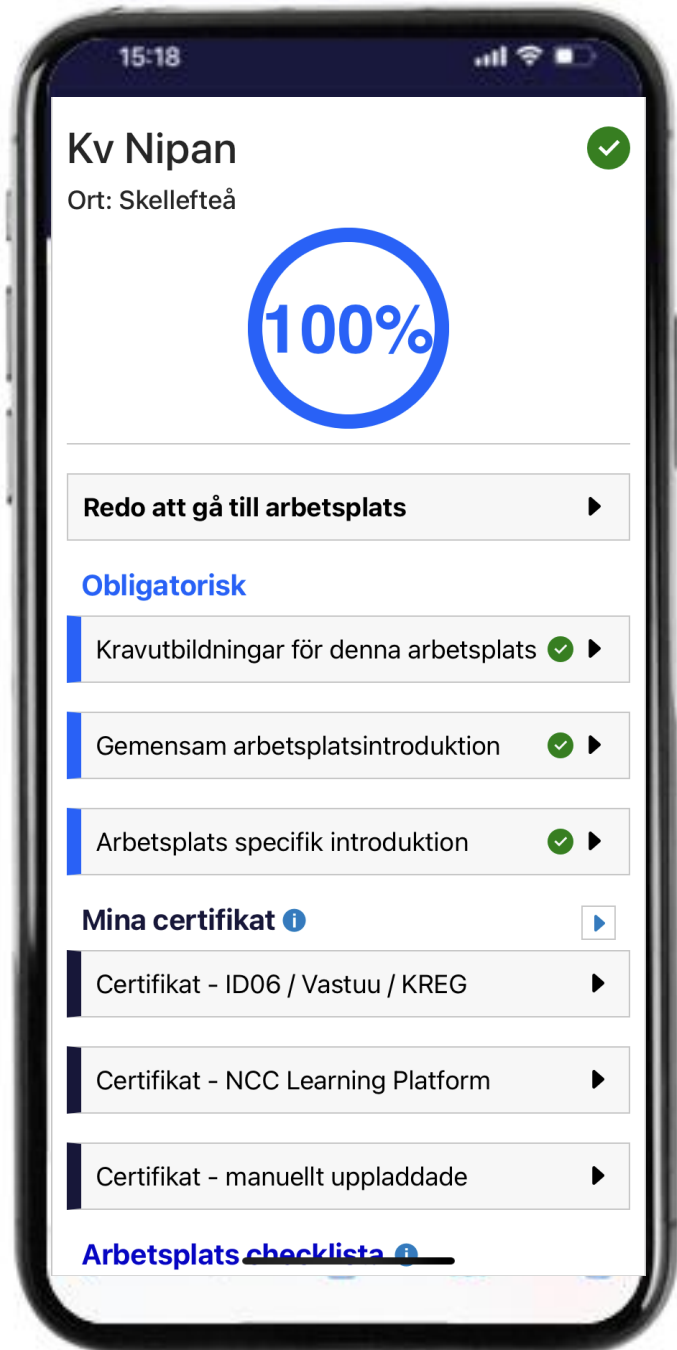 15:18
Kv Nipan
Ort: Skellefteå
100%
Redo att gå till arbetsplats
Obligatorisk
Kravutbildningar för denna arbetsplats
Gemensam arbetsplatsintroduktion
Arbetsplats specifik introduktion
Mina certifikat
Certifikat - ID06 / Vastuu / KREG
Certifikat - NCC Learning Platform
Certifikat - manuellt uppladdade
Arbetsplats checklista